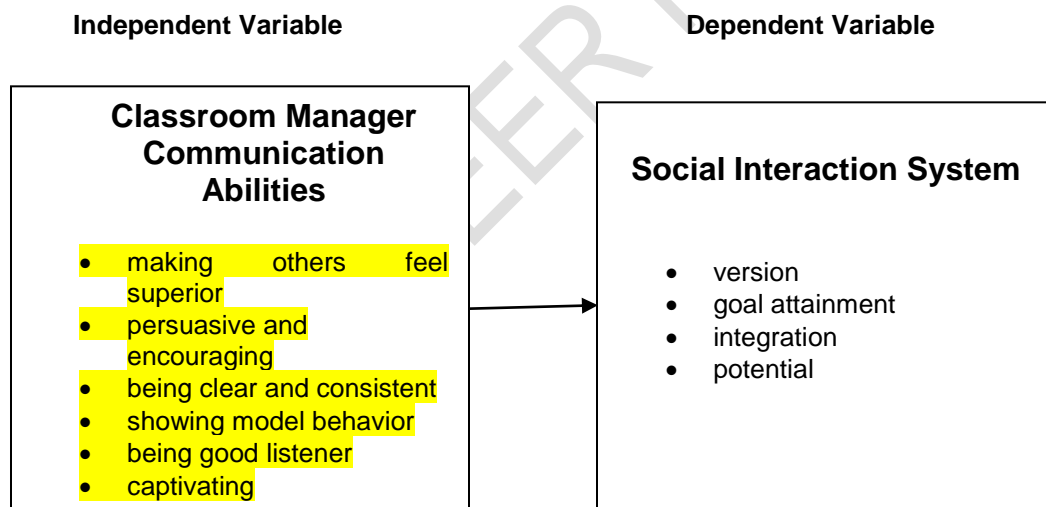 Independent Variable
Dependent Variable
Classroom Manager
Communication
Abilities
• making others feel
superior
• persuasive and
encouraging
• being clear and consistent
• showing model behavior
• being good listener
• captivating
Social Interaction System
• version
• goal attainment
• integration
• potential